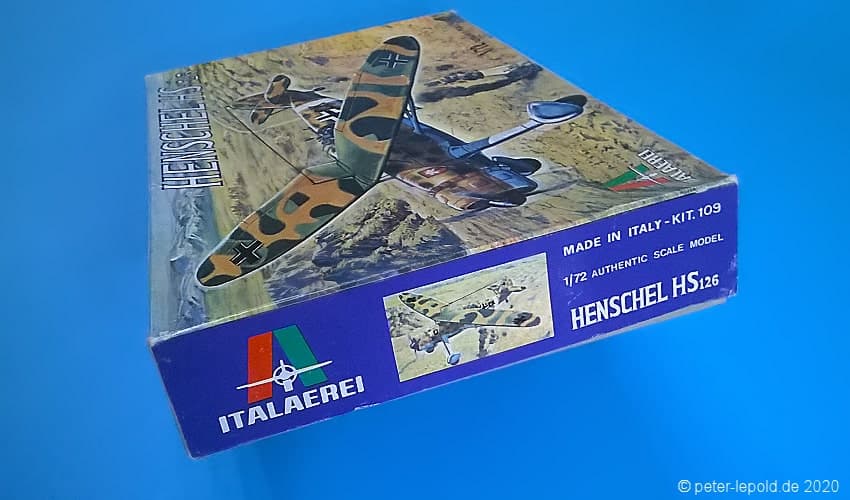 HENSCHEL HS
ITALAEREI
MADE IN ITALY - KIT. 109
1/72 AUTHENTIC SCALE MODEL
HENSCHEL HS126
ITALAEREI
© peter-lepold.de 2020